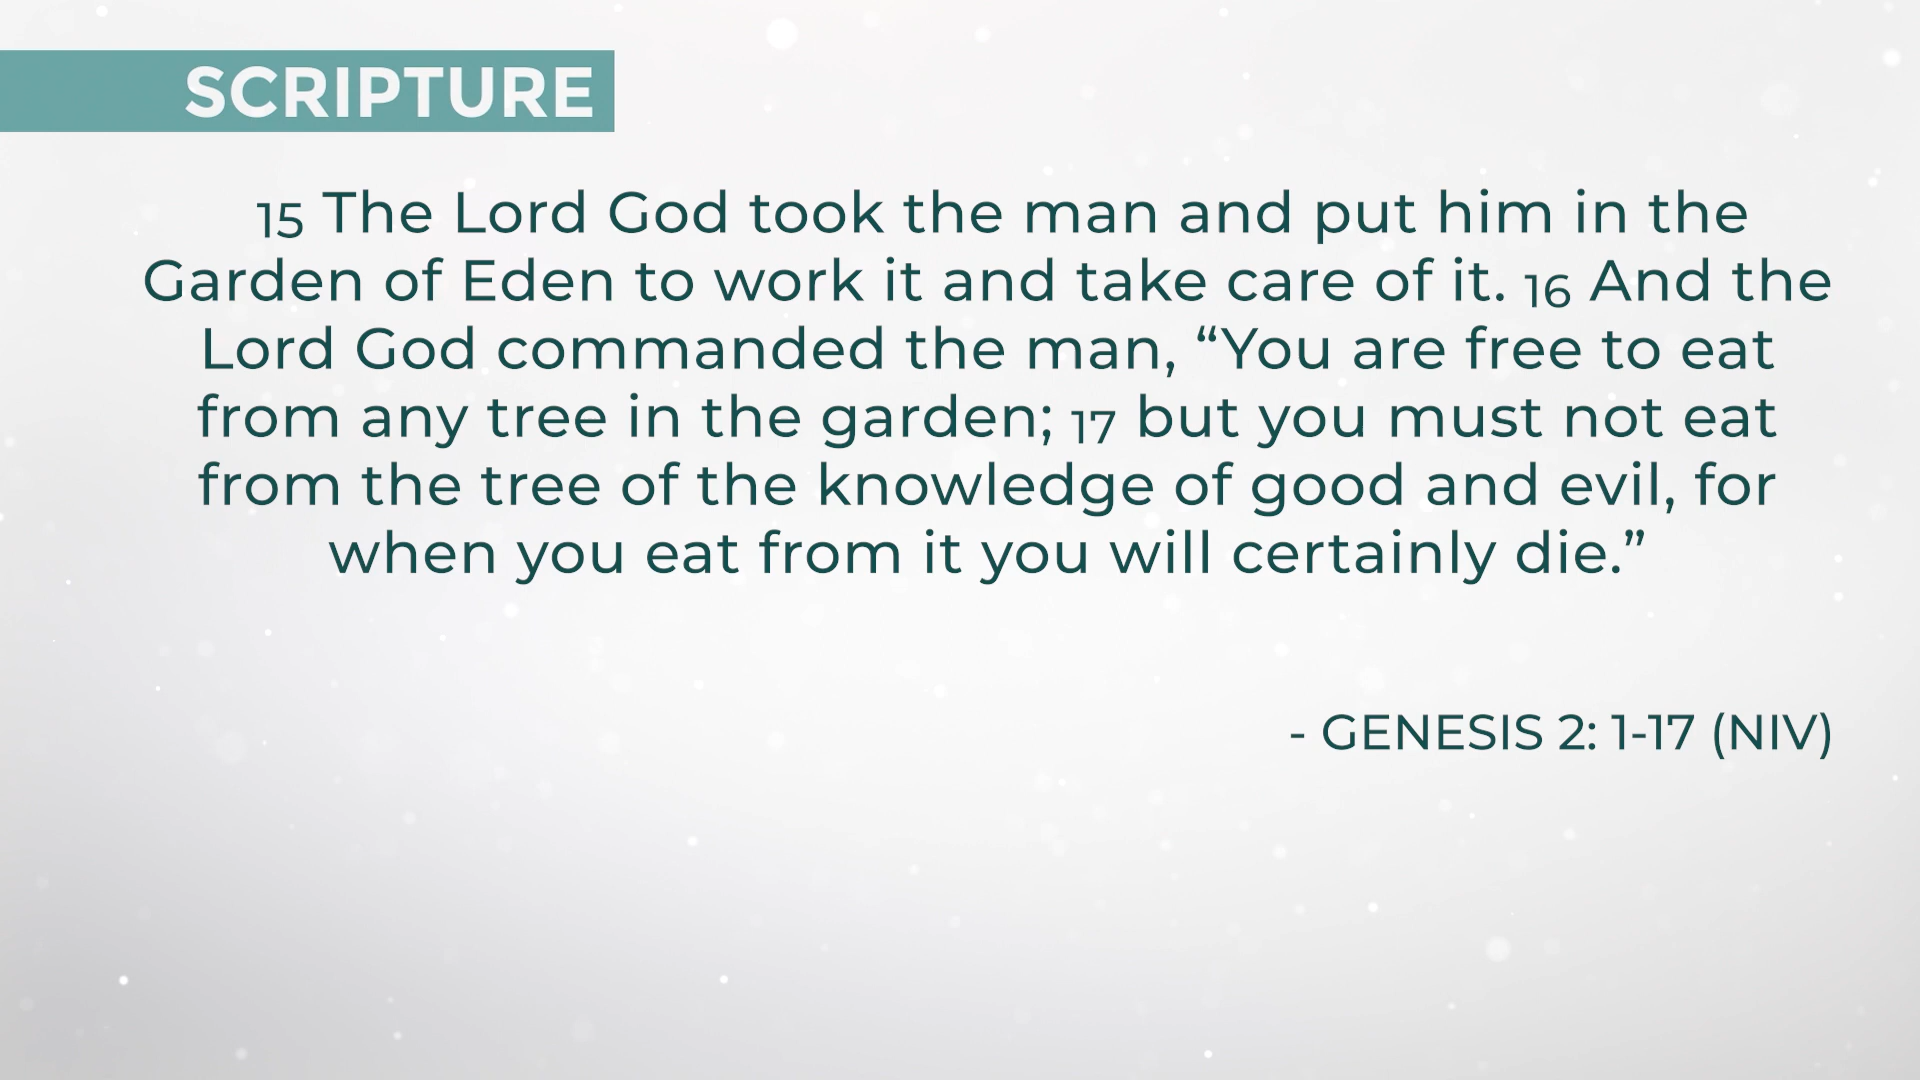 SCRIPTURE
15 The Lord God took the man and put him in the
Garden of Eden to work it and take care of it. 16 And the
Lord God commanded the man, “You are free to eat
from any tree in the garden; 17 but you must not eat
from the tree of the knowledge of good and evil, for
when you eat from it you will certainly die.”
- GENESIS 2: 1-17 (NIV)